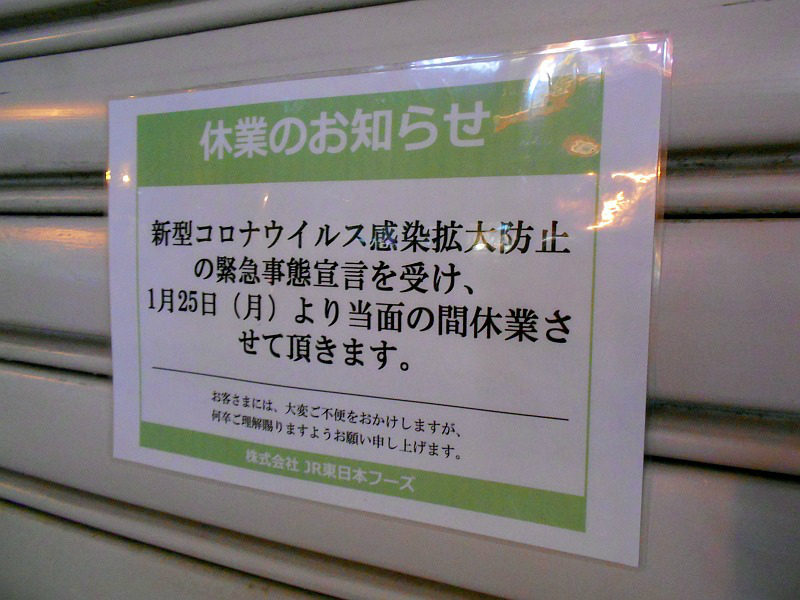 休業のお知らせ
新型コロナウイルス感染拡大防止
の緊急事態宣言を受け、
1月25日（月）より当面の間休業さ
せて頂きます。
お客さまには、大変ご不便をおかけしますが、
何卒ご理解賜りますようお願い申し上げます。
株式会社 JR東日本フーズ